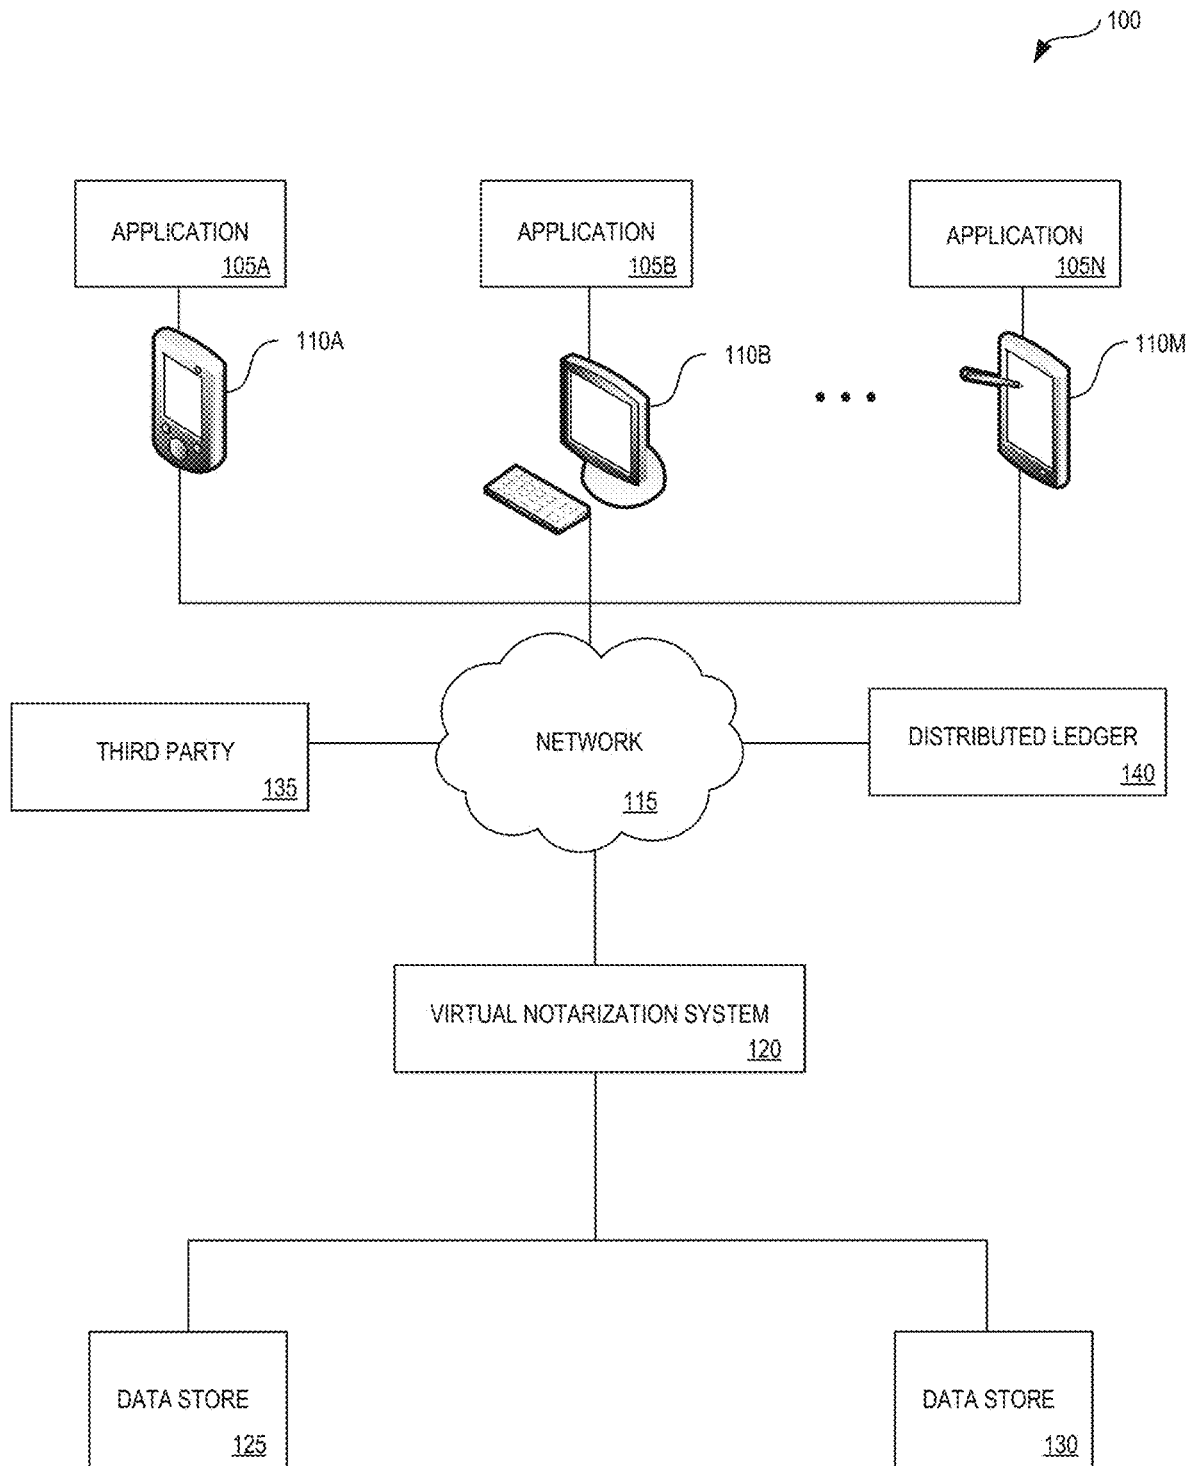 100
APPLICATION
105A
APPLICATION
105B
APPLICATION
105N
110A
110B
110M
THIRD PARTY
135
NETWORK
115
DISTRIBUTED LEDGER
140
VIRTUAL NOTARIZATION SYSTEM
120
DATA STORE
125
DATA STORE
130